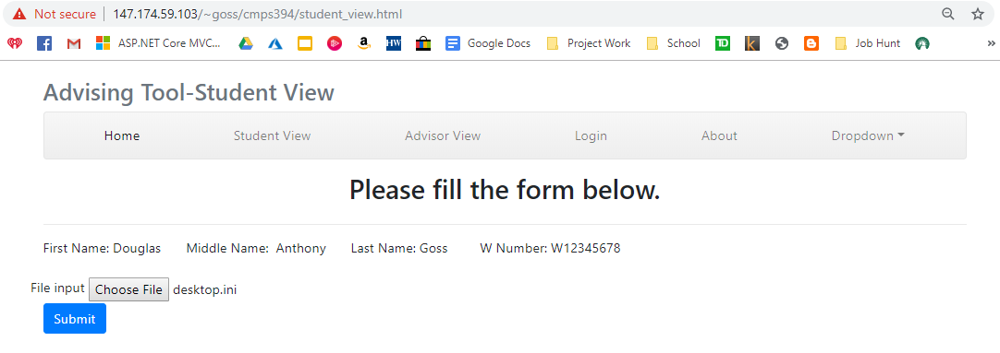 Not secure | 147.174.59.103/~goss/cmps394/student_view.html
ASP.NET Core MVC... HW Google Docs Project Work School TD k Job Hunt »
Advising Tool-Student View
Home Student View Advisor View Login About Dropdown
Please fill the form below.
First Name: Douglas Middle Name: Anthony Last Name: Goss W Number: W12345678
File input Choose File desktop.ini
Submit